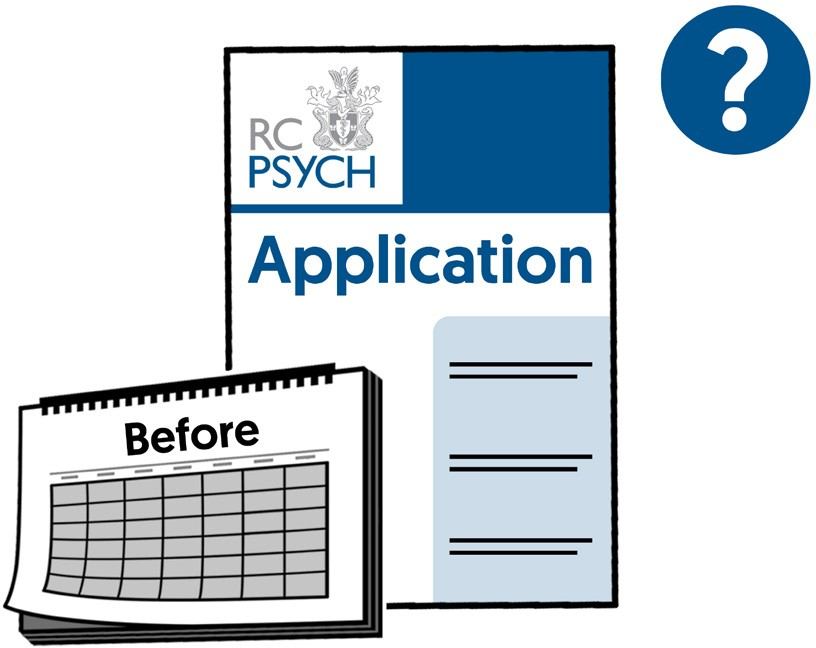 RC
PSYCH
?
Application
Before